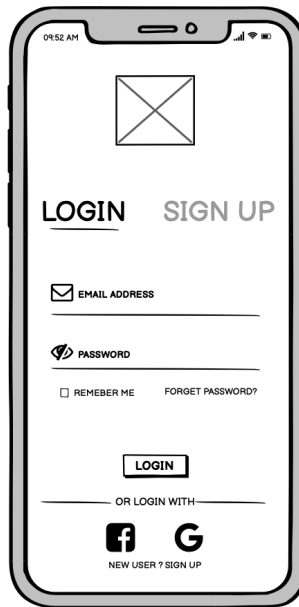 09:52 AM
LOGIN SIGN UP
EMAIL ADDRESS
PASSWORD
REMEBER ME FORGET PASSWORD?
LOGIN
OR LOGIN WITH
NEW USER ? SIGN UP